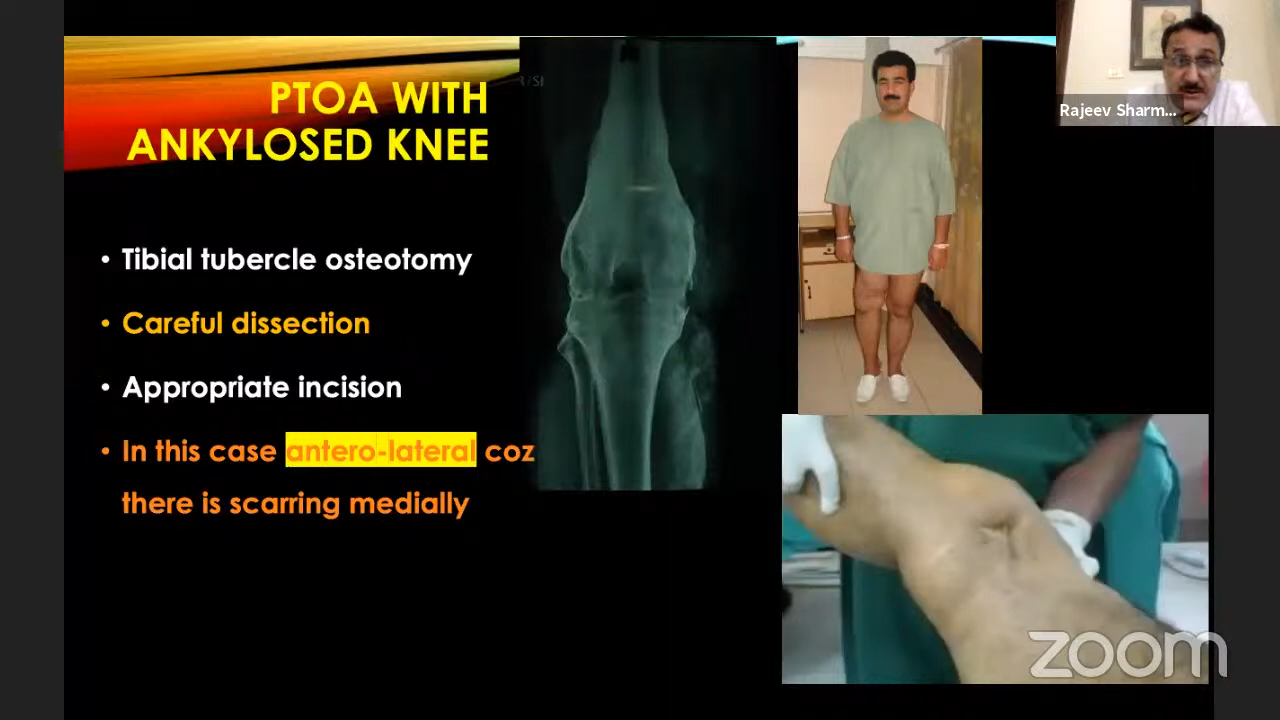 PTOA WITH
ANKYLOSED KNEE
• Tibial tubercle osteotomy
• Careful dissection
• Appropriate incision
• In this case antero-lateral coz
there is scarring medially
Rajeev Sharm...
zoom